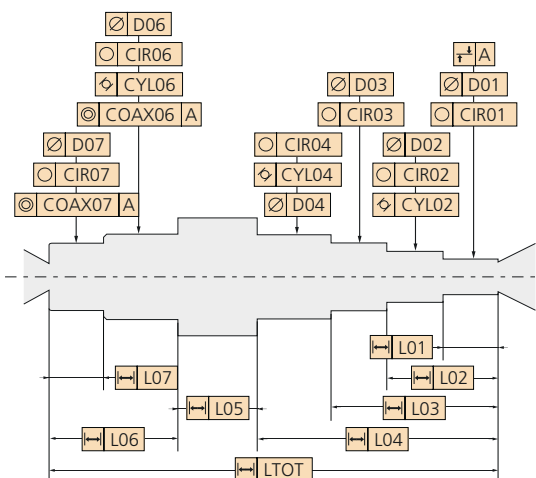 ⌀ D06
○ CIR06
⌭ CYL06
◎ COAX06 A
⌀ D07
○ CIR07
◎ COAX07 A
○ CIR04
⌭ CYL04
⌀ D04
⌀ D03
○ CIR03
A
⌀ D01
○ CIR01
⌀ D02
○ CIR02
⌭ CYL02
L01
L07
L02
L05
L03
L06
L04
LTOT